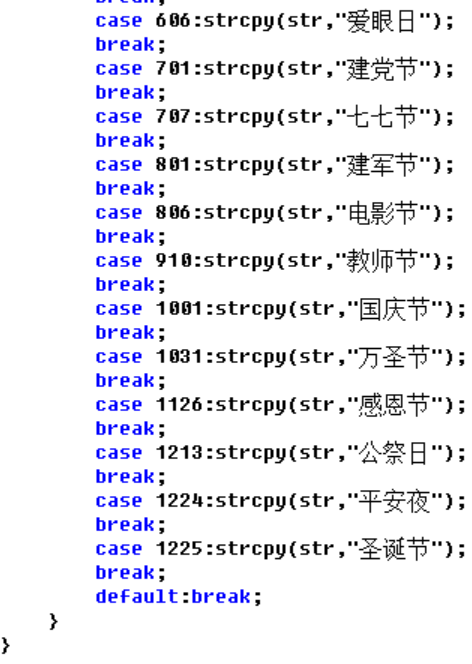 break;
case 606:strcpy(str,"爱眼日");
break;
case 701:strcpy(str,"建党节");
break;
case 707:strcpy(str,"七七节");
break;
case 801:strcpy(str,"建军节");
break;
case 806:strcpy(str,"电影节");
break;
case 910:strcpy(str,"教师节");
break;
case 1001:strcpy(str,"国庆节");
break;
case 1031:strcpy(str,"万圣节");
break;
case 1126:strcpy(str,"感恩节");
break;
case 1213:strcpy(str,"公祭日");
break;
case 1224:strcpy(str,"平安夜");
break;
case 1225:strcpy(str,"圣诞节");
break;
default:break;
}
}